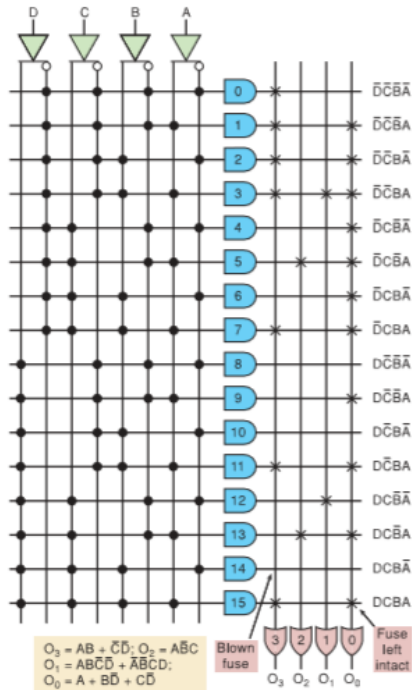 D C B A
0 D̄C̄B̄A
1 D̄C̄B̄A
2 D̄C̄BĀ
3 D̄C̄BA
4 D̄CB̄Ā
5 D̄CB̄A
6 D̄CBĀ
7 D̄CBA
8 DC̄B̄Ā
9 DC̄B̄A
10 DC̄BĀ
11 DC̄BA
12 DCB̄Ā
13 DCB̄A
14 DCBĀ
15 DCBA
3 2 1 0
Blown
fuse
Fuse
left
intact
O₃ O₂ O₁ O₀
O₃ = AB + C̄D̄; O₂ = AB̄C
O₁ = ABC̄D̄ + ĀB̄CD;
O₀ = A + BD̄ + CD̄